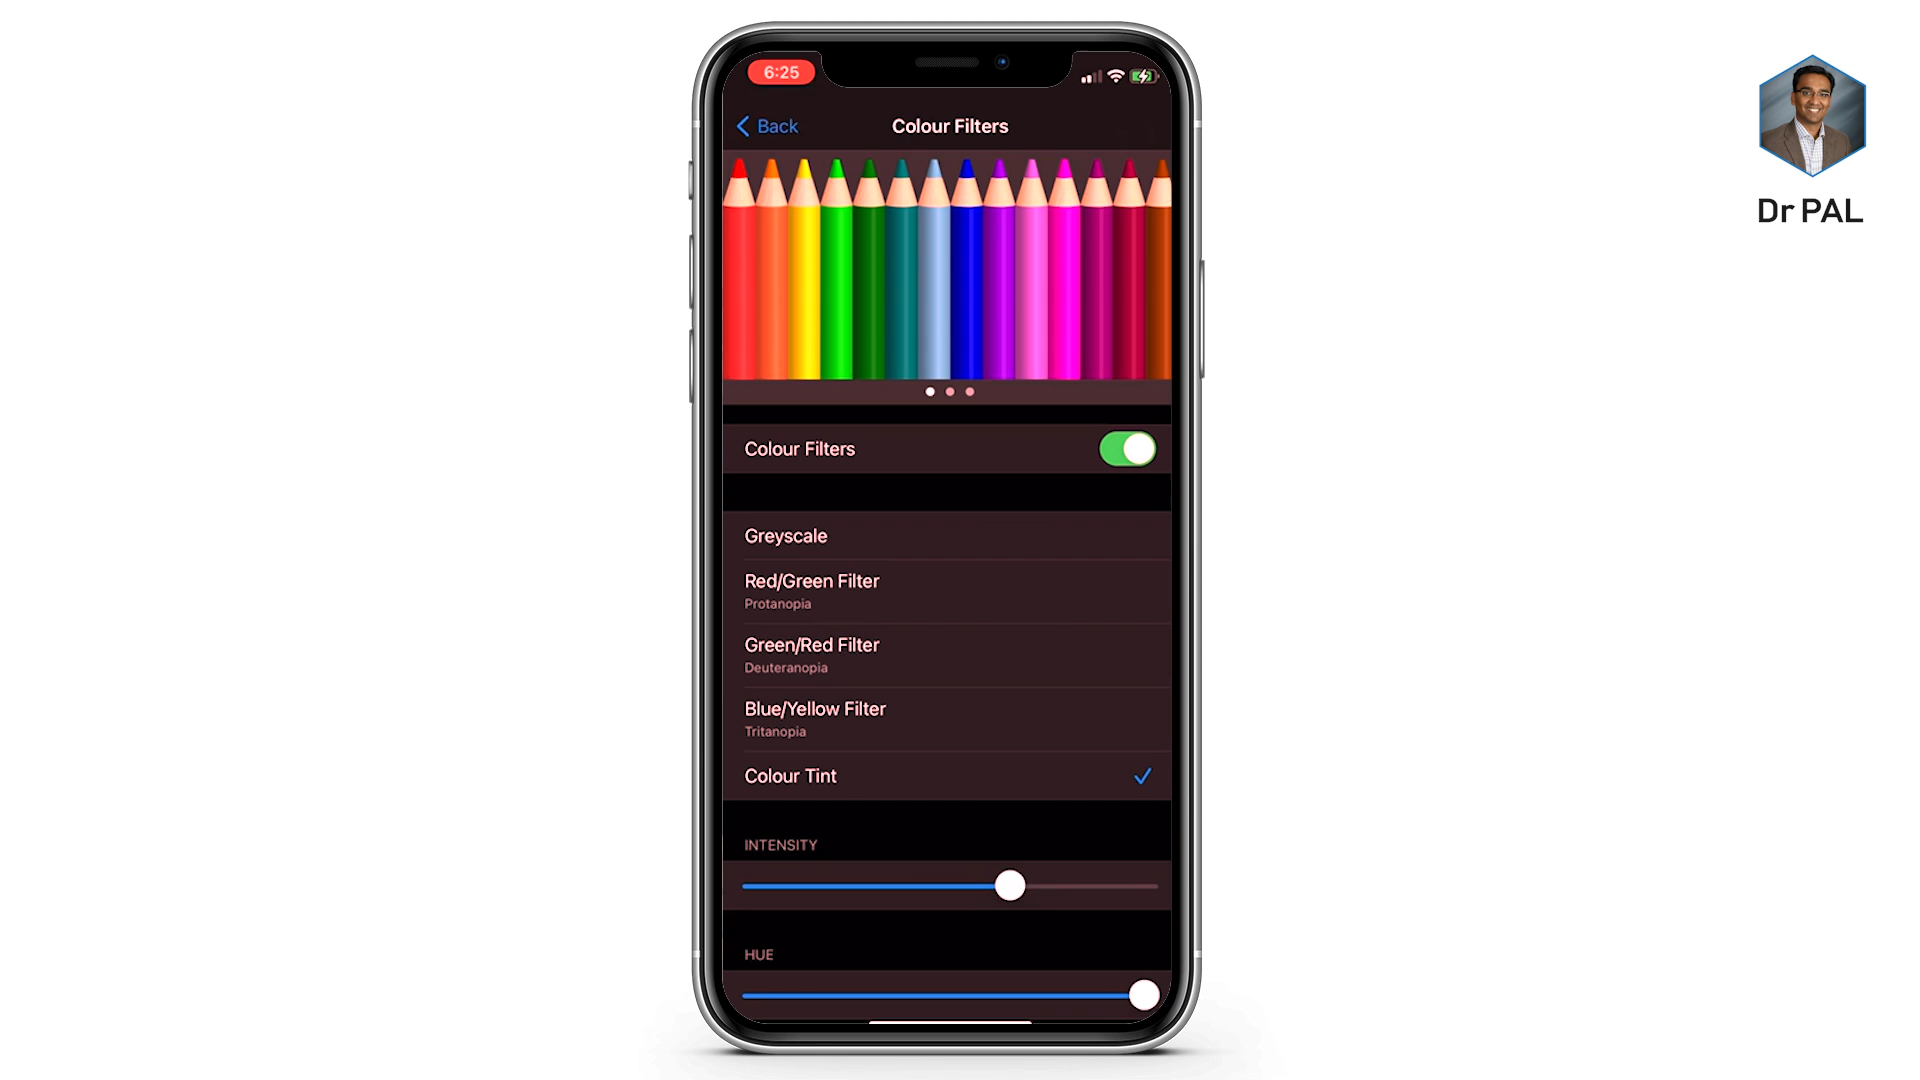 6:25
Dr PAL
Back
Colour Filters
Colour Filters
Greyscale
Red/Green Filter
Protanopia
Green/Red Filter
Deuteranopia
Blue/Yellow Filter
Tritanopia
Colour Tint
INTENSITY
HUE